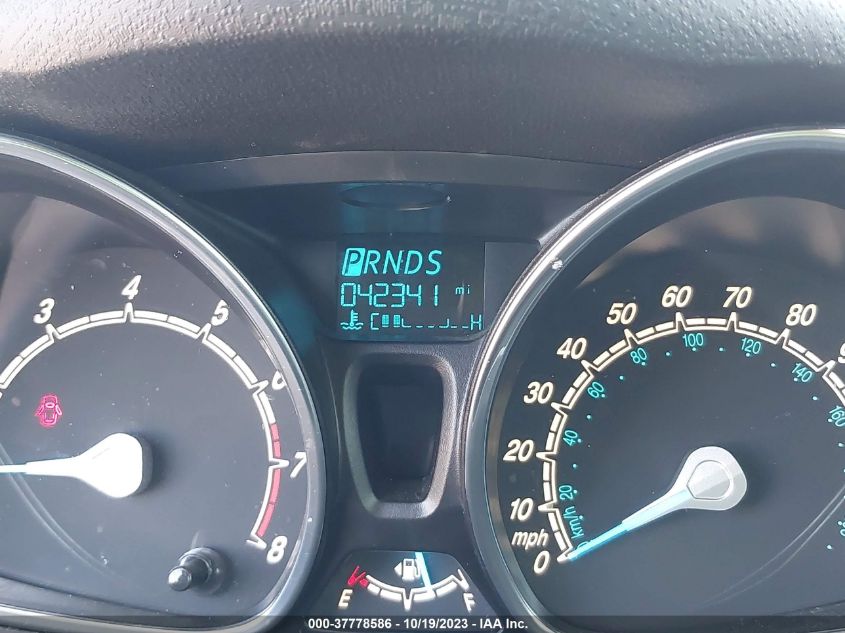 PRNDS
042341 mi
C H
3 4 5 6 7 8
0 10 20 30 40 50 60 70 80
mph
20 40 60 80 100 120 140 160
km/h
E F
000-37778586 - 10/19/2023 - IAA Inc.